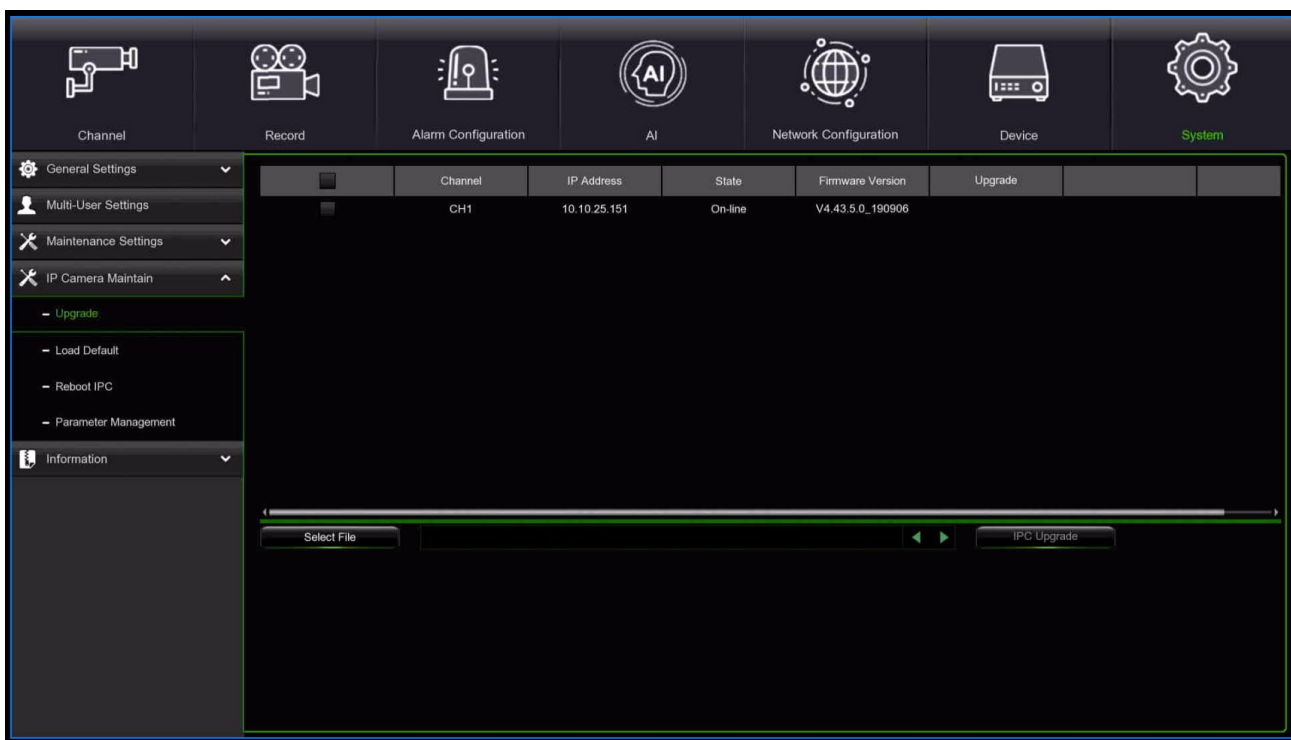 AI
Channel Record Alarm Configuration AI Network Configuration Device System
General Settings
Multi-User Settings
Maintenance Settings
IP Camera Maintain
- Upgrade
- Load Default
- Reboot IPC
- Parameter Management
Information
Channel IP Address State Firmware Version Upgrade
CH1 10.10.25.151 On-line V4.43.5.0_190906
Select File IPC Upgrade